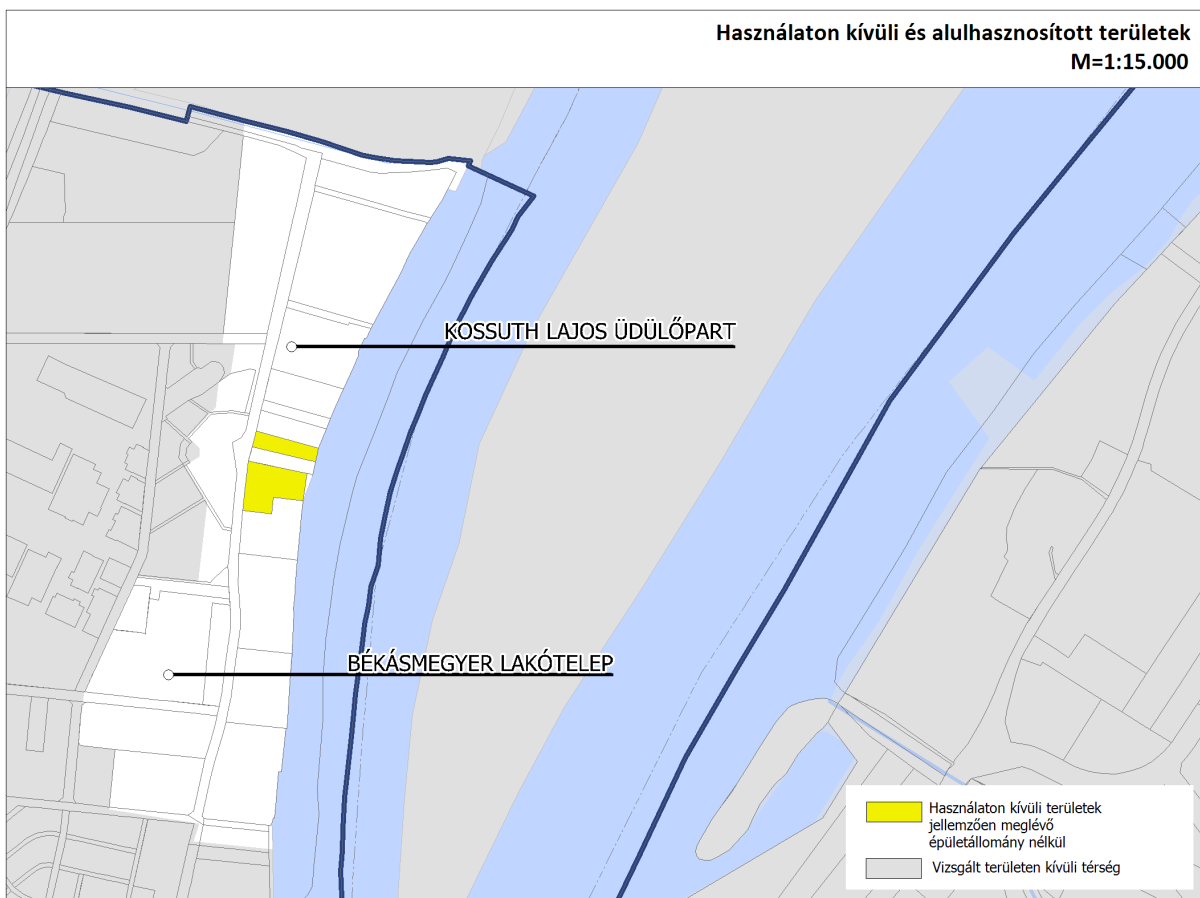 Használaton kívüli és alulhasznosított területek
M=1:15.000
KOSSUTH LAJOS ÜDÜLŐPART
BÉKÁSMEGYER LAKÓTELEP
Használaton kívüli területek
jellemzően meglévő
épületállomány nélkül
Vizsgált területen kívüli térség